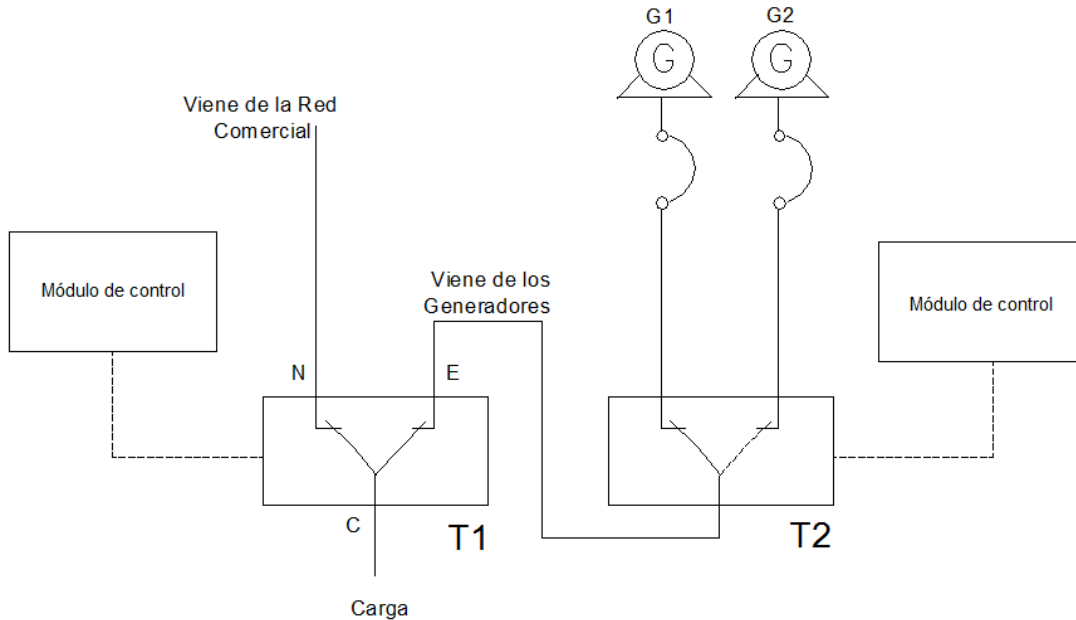 G1
G2
G
G
Viene de la Red
Comercial
Módulo de control
Viene de los
Generadores
Módulo de control
N
E
C
T1
T2
Carga